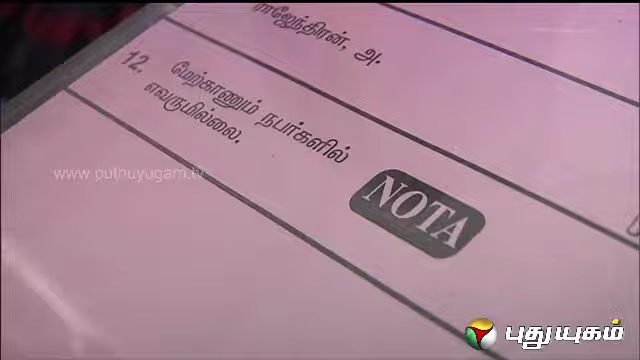 ராஜேந்திரன், அ.
12. மேற்காணும் நபர்களில்
எவருமில்லை.
NOTA
www.puthuyugam.tv
புதுயுகம்